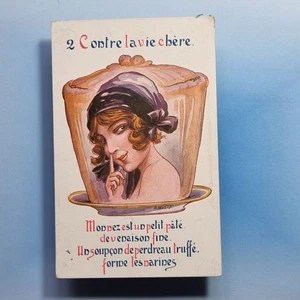 2 Contre la vie chère.
Mon nez est un petit pâté.
de venaison fine.
Un soupçon de perdreau truffé,
forme les narines